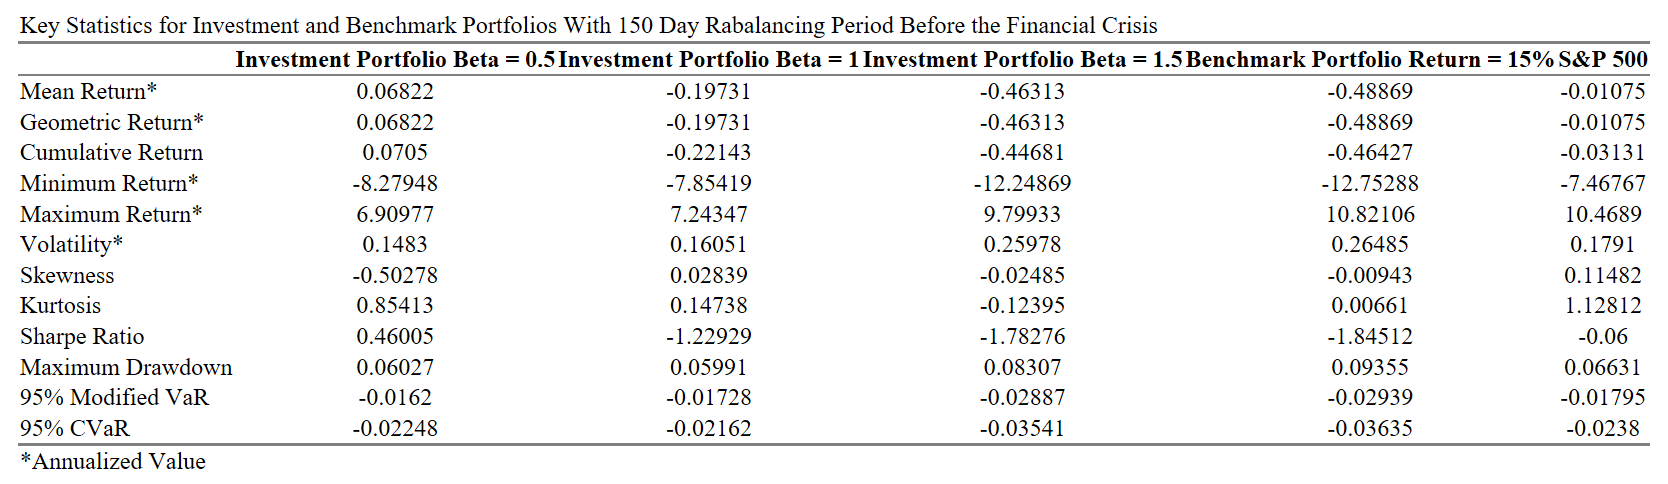 Key Statistics for Investment and Benchmark Portfolios With 150 Day Rabalancing Period Before the Financial Crisis
Investment Portfolio Beta = 0.5 Investment Portfolio Beta = 1 Investment Portfolio Beta = 1.5 Benchmark Portfolio Return = 15% S&P 500
Mean Return* 0.06822 -0.19731 -0.46313 -0.48869 -0.01075
Geometric Return* 0.06822 -0.19731 -0.46313 -0.48869 -0.01075
Cumulative Return 0.0705 -0.22143 -0.44681 -0.46427 -0.03131
Minimum Return* -8.27948 -7.85419 -12.24869 -12.75288 -7.46767
Maximum Return* 6.90977 7.24347 9.79933 10.82106 10.4689
Volatility* 0.1483 0.16051 0.25978 0.26485 0.1791
Skewness -0.50278 0.02839 -0.02485 -0.00943 0.11482
Kurtosis 0.85413 0.14738 -0.12395 0.00661 1.12812
Sharpe Ratio 0.46005 -1.22929 -1.78276 -1.84512 -0.06
Maximum Drawdown 0.06027 0.05991 0.08307 0.09355 0.06631
95% Modified VaR -0.0162 -0.01728 -0.02887 -0.02939 -0.01795
95% CVaR -0.02248 -0.02162 -0.03541 -0.03635 -0.0238
*Annualized Value